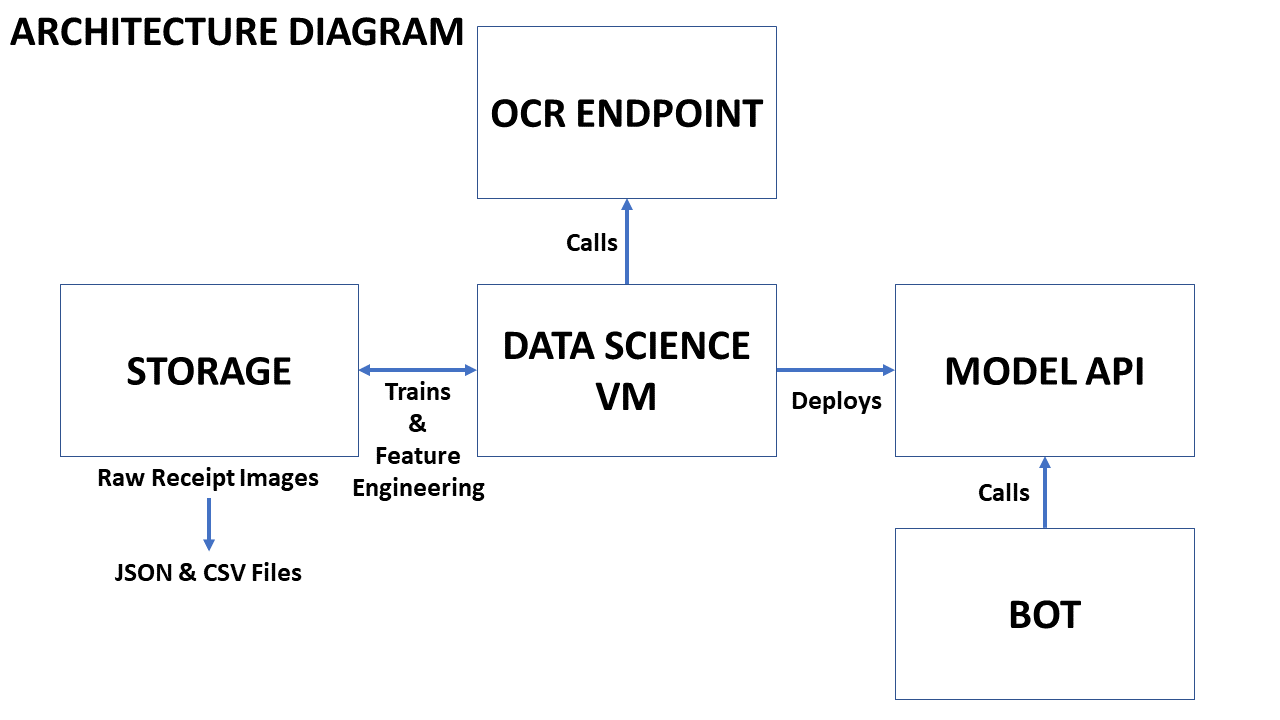 ARCHITECTURE DIAGRAM
OCR ENDPOINT
Calls
STORAGE
Trains
&
Feature
Engineering
DATA SCIENCE
VM
Deploys
MODEL API
Raw Receipt Images
JSON & CSV Files
Calls
BOT